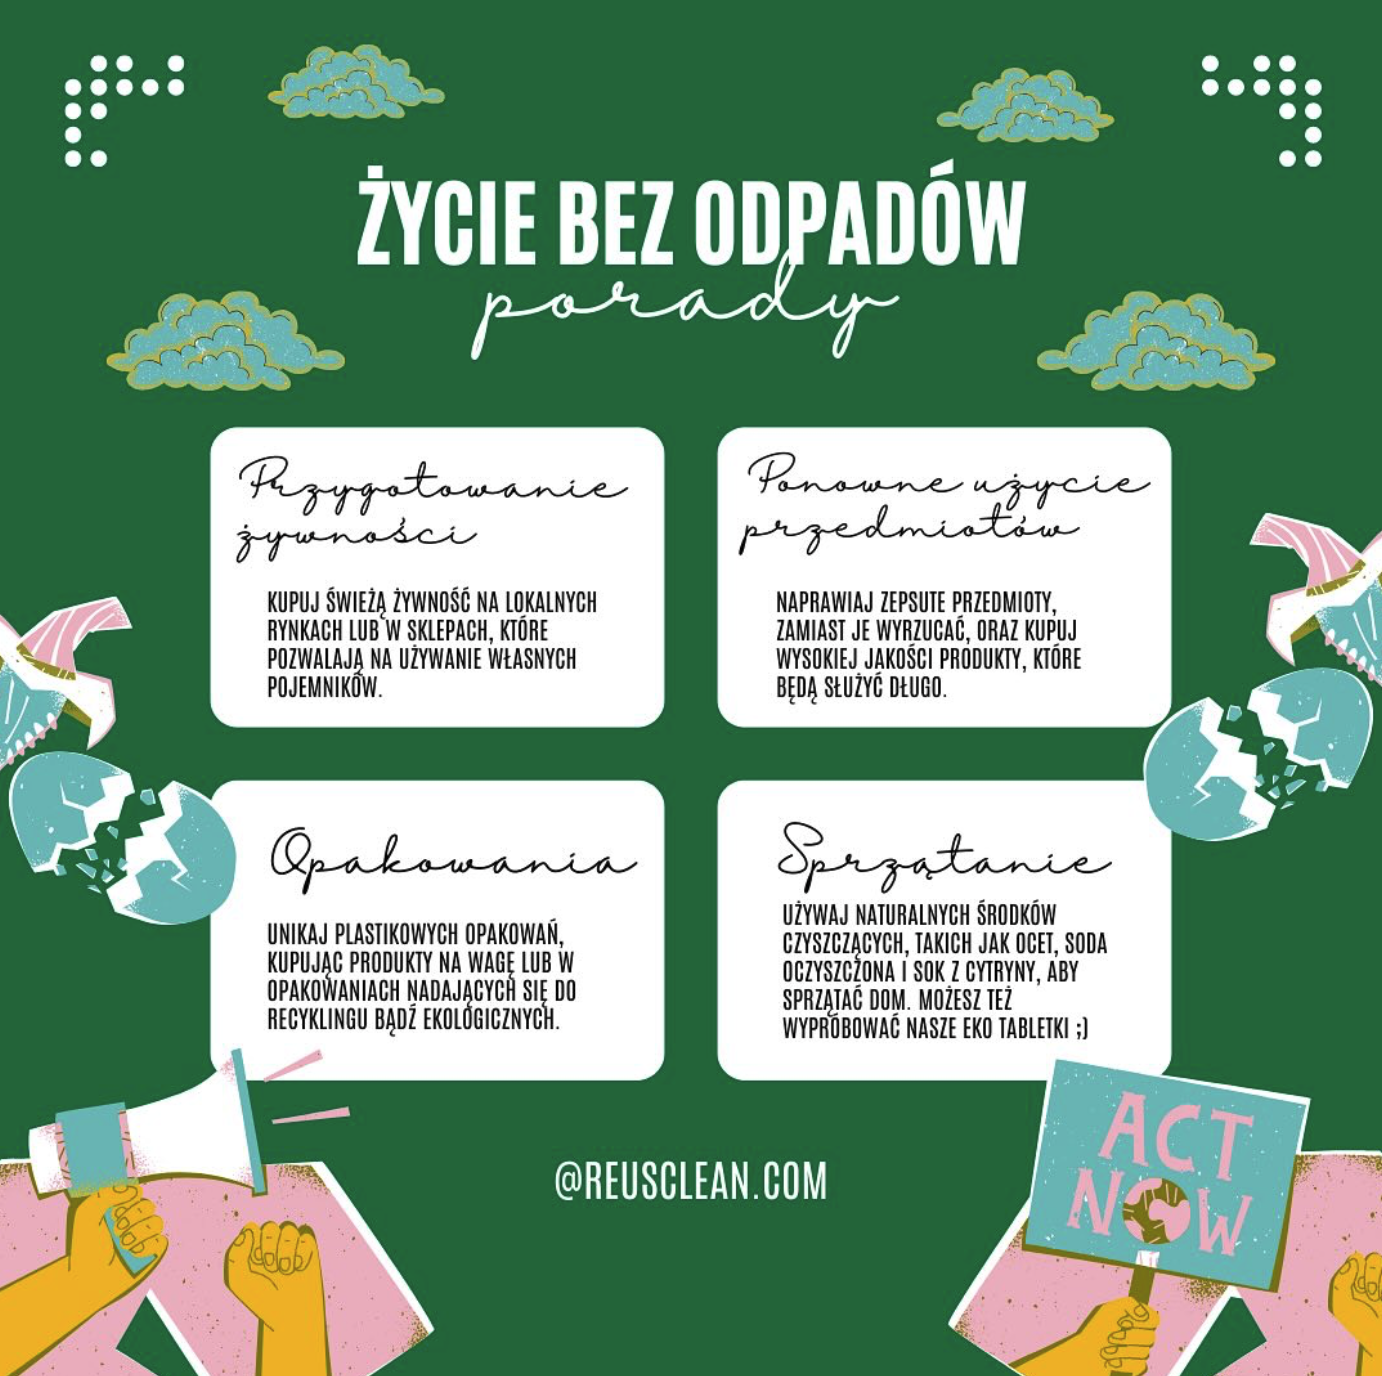 ŻYCIE BEZ ODPADÓW
porady
Przygotowanie
żywności
KUPUJ ŚWIEŻĄ ŻYWNOŚĆ NA LOKALNYCH
RYNKACH LUB W SKLEPACH, KTÓRE
POZWALAJĄ NA UŻYWANIE WŁASNYCH
POJEMNIKÓW.
Ponowne użycie
przedmiotów
NAPRAWIAJ ZEPSUTE PRZEDMIOTY,
ZAMIAST JE WYRZUCAĆ, ORAZ KUPUJ
WYSOKIEJ JAKOŚCI PRODUKTY, KTÓRE
BĘDĄ SŁUŻYĆ DŁUGO.
Opakowania
UNIKAJ PLASTIKOWYCH OPAKOWAŃ,
KUPUJĄC PRODUKTY NA WAGĘ LUB W
OPAKOWANIACH NADAJĄCYCH SIĘ DO
RECYKLINGU BĄDŹ EKOLOGICZNYCH.
Sprzątanie
UŻYWAJ NATURALNYCH ŚRODKÓW
CZYSZCZĄCYCH, TAKICH JAK OCET, SODA
OCZYSZCZONA I SOK Z CYTRYNY, ABY
SPRZĄTAĆ DOM. MOŻESZ TEŻ
WYPRÓBOWAĆ NASZE EKO TABLETKI ;)
@REUSCLEAN.COM
ACT
NOW